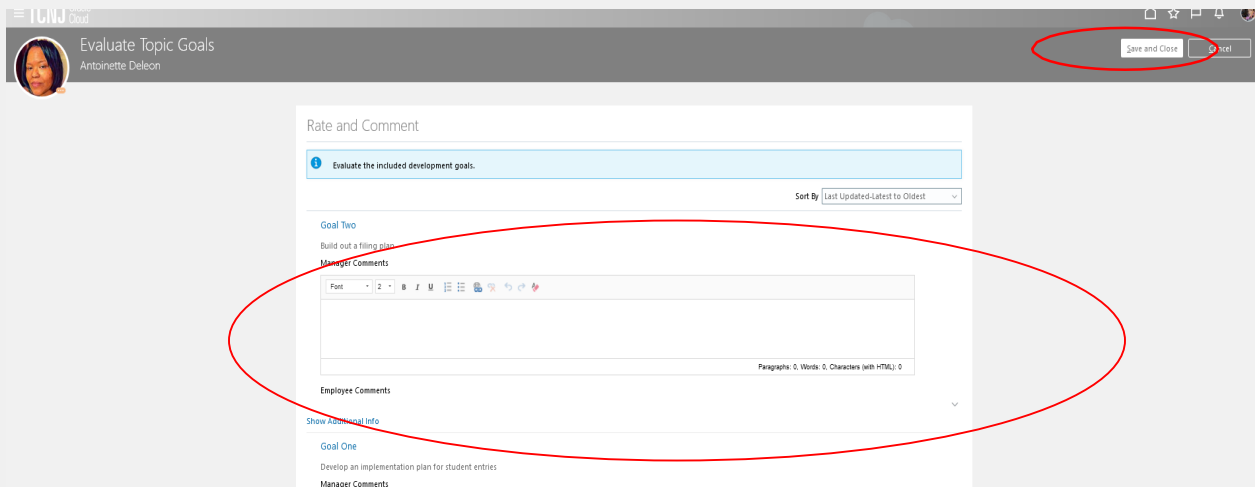 TCNJ
Cloud
Evaluate Topic Goals
Antoinette Deleon
Save and Close
Cancel
Rate and Comment
Evaluate the included development goals.
Sort By Last Updated-Latest to Oldest
Goal Two
Build out a filing plan
Manager Comments
Font 2 B I U
Paragraphs: 0, Words: 0, Characters (with HTML): 0
Employee Comments
Show Additional Info
Goal One
Develop an implementation plan for student entries
Manager Comments